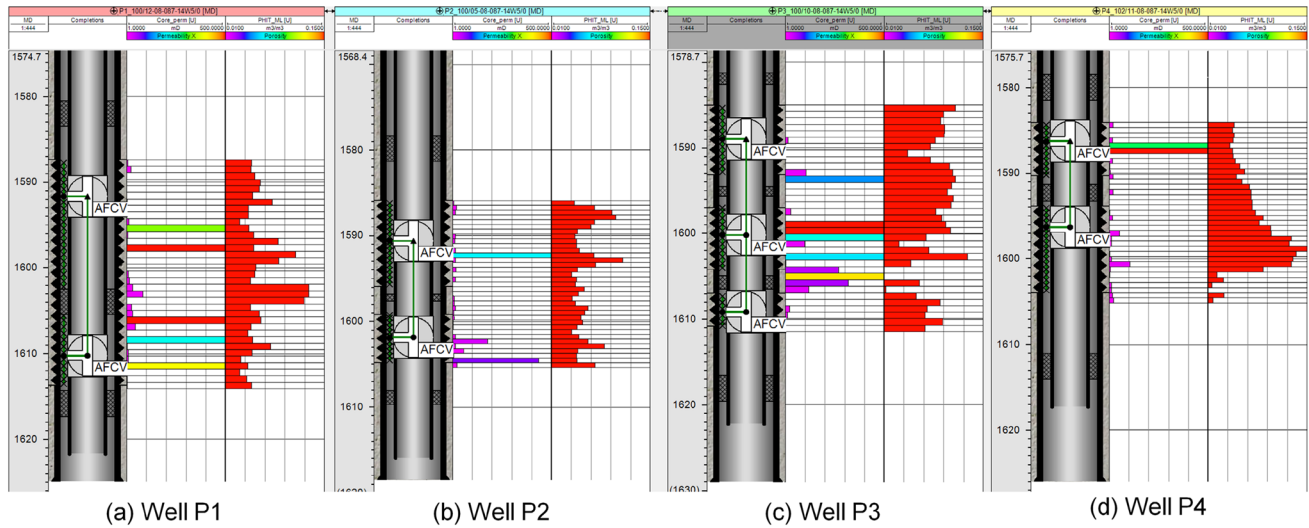 P1_100/12-08-087-14W5/0 [MD]
MD
1:444
Completions
Core_perm [U]
1.0000 mD 500.0000
Permeability X
PHIT_ML [U]
0.0100 m3/m3 0.1500
Porosity
1574.7
1580
1590
1600
1610
1620
AFCV
AFCV
(a) Well P1
P2_100/05-08-087-14W5/0 [MD]
MD
1:444
Completions
Core_perm [U]
1.0000 mD 500.0000
Permeability X
PHIT_ML [U]
0.0100 m3/m3 0.1500
Porosity
1568.4
1580
1590
1600
1610
AFCV
AFCV
(b) Well P2
P3_100/10-08-087-14W5/0 [MD]
MD
1:444
Completions
Core_perm [U]
1.0000 mD 500.0000
Permeability X
PHIT_ML [U]
0.0100 m3/m3 0.1500
Porosity
1578.7
1590
1600
1610
1620
(1630)
AFCV
AFCV
AFCV
(c) Well P3
P4_102/11-08-087-14W5/0 [MD]
MD
1:444
Completions
Core_perm [U]
1.0000 mD 500.0000
Permeability X
PHIT_ML [U]
0.0100 m3/m3 0.1500
Porosity
1575.7
1580
1590
1600
1610
1620
AFCV
AFCV
(d) Well P4